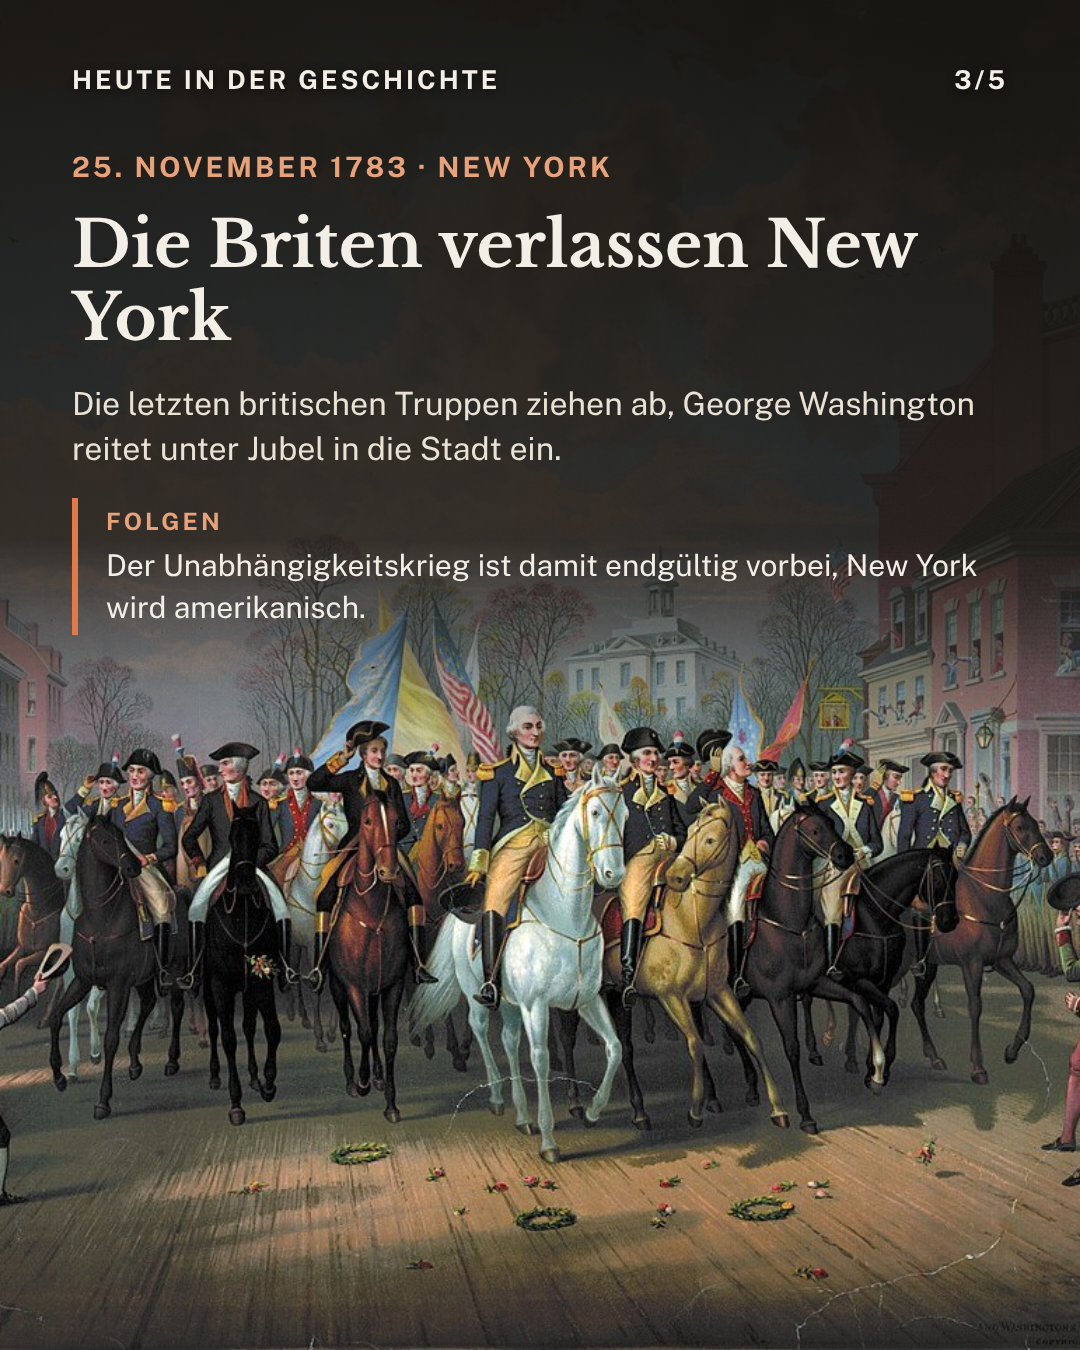 HEUTE IN DER GESCHICHTE
3/5
25. NOVEMBER 1783 · NEW YORK
Die Briten verlassen New
York
Die letzten britischen Truppen ziehen ab, George Washington
reitet unter Jubel in die Stadt ein.
FOLGEN
Der Unabhängigkeitskrieg ist damit endgültig vorbei, New York
wird amerikanisch.